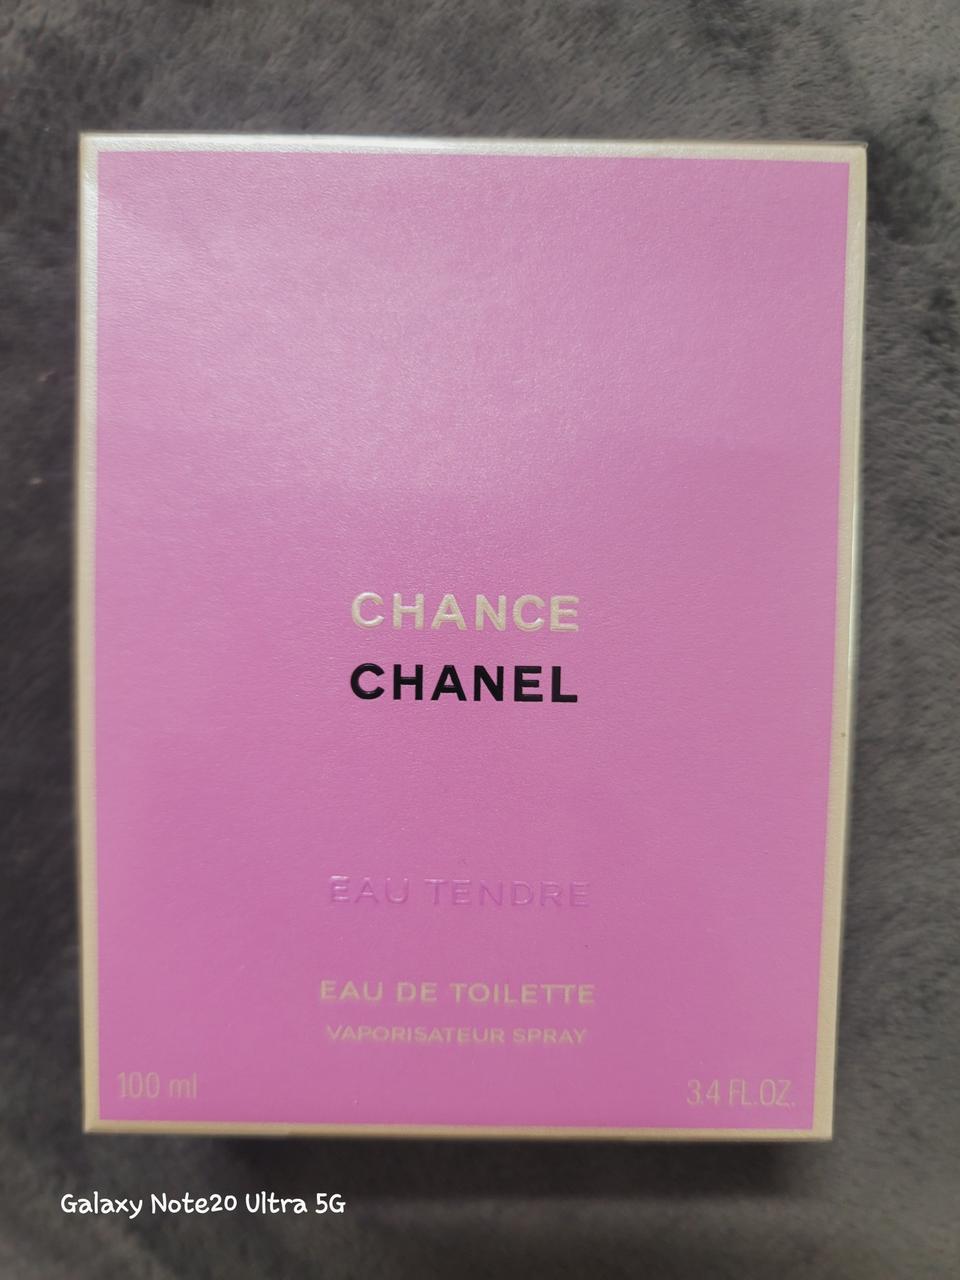 CHANCE
CHANEL
EAU TENDRE
EAU DE TOILETTE
VAPORISATEUR SPRAY
100 ml
3.4 FL.OZ.
Galaxy Note20 Ultra 5G